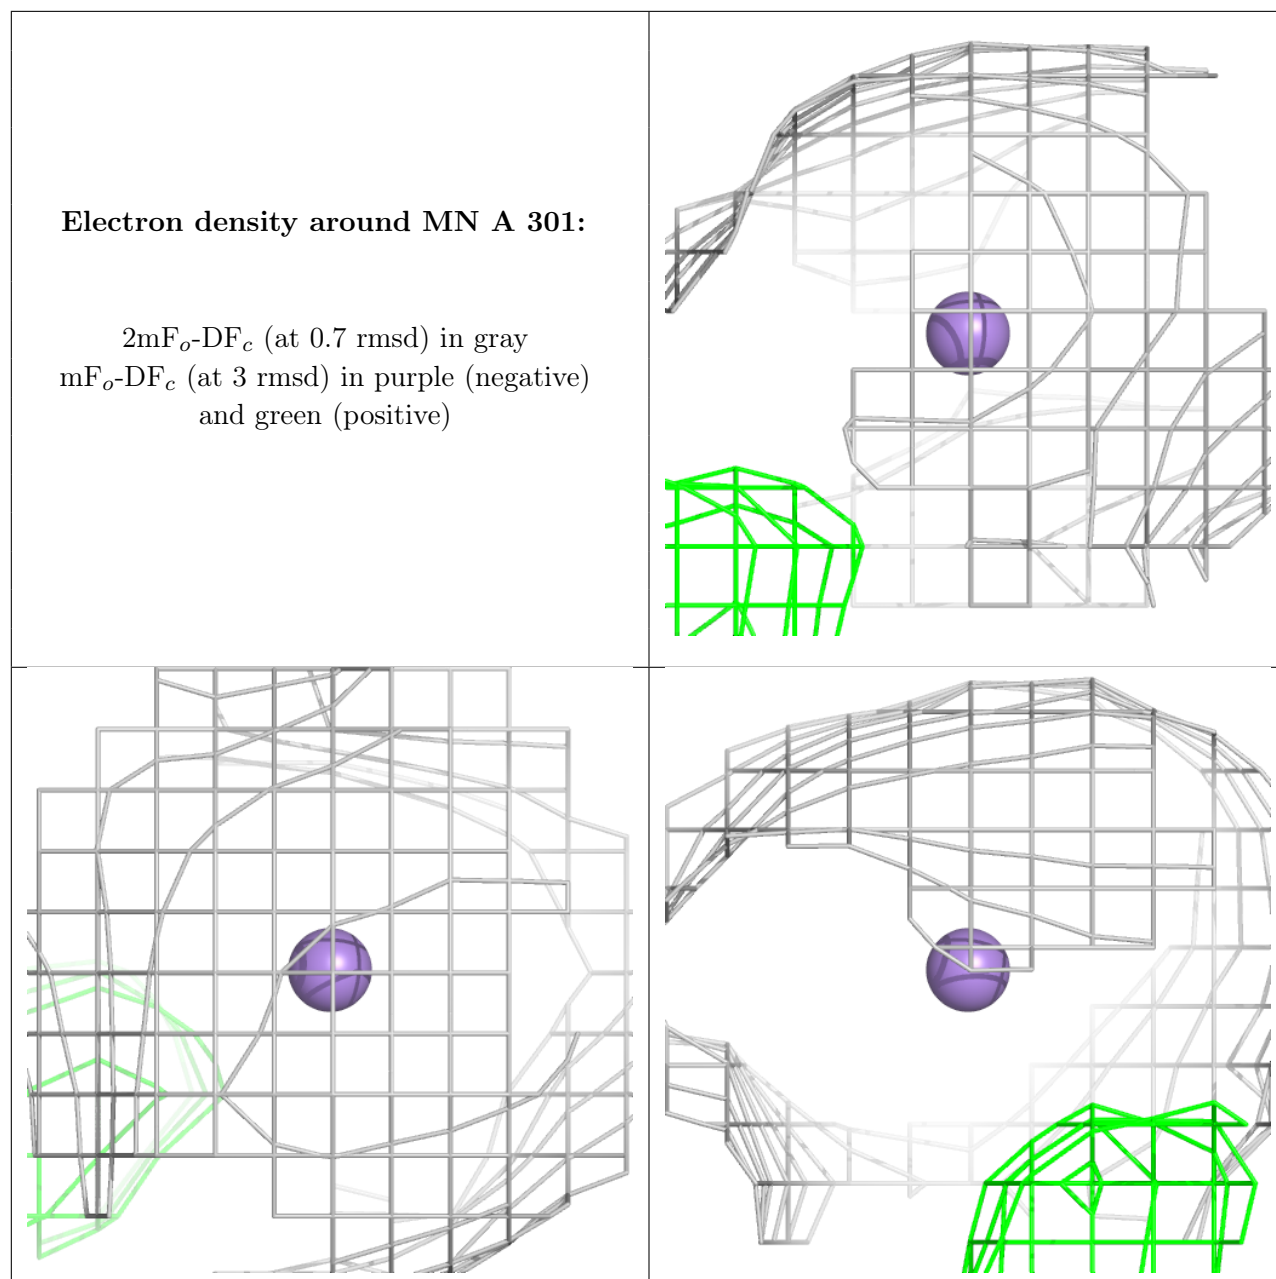 Electron density around MN A 301:
2mFo-DFc (at 0.7 rmsd) in gray
mFo-DFc (at 3 rmsd) in purple (negative)
and green (positive)